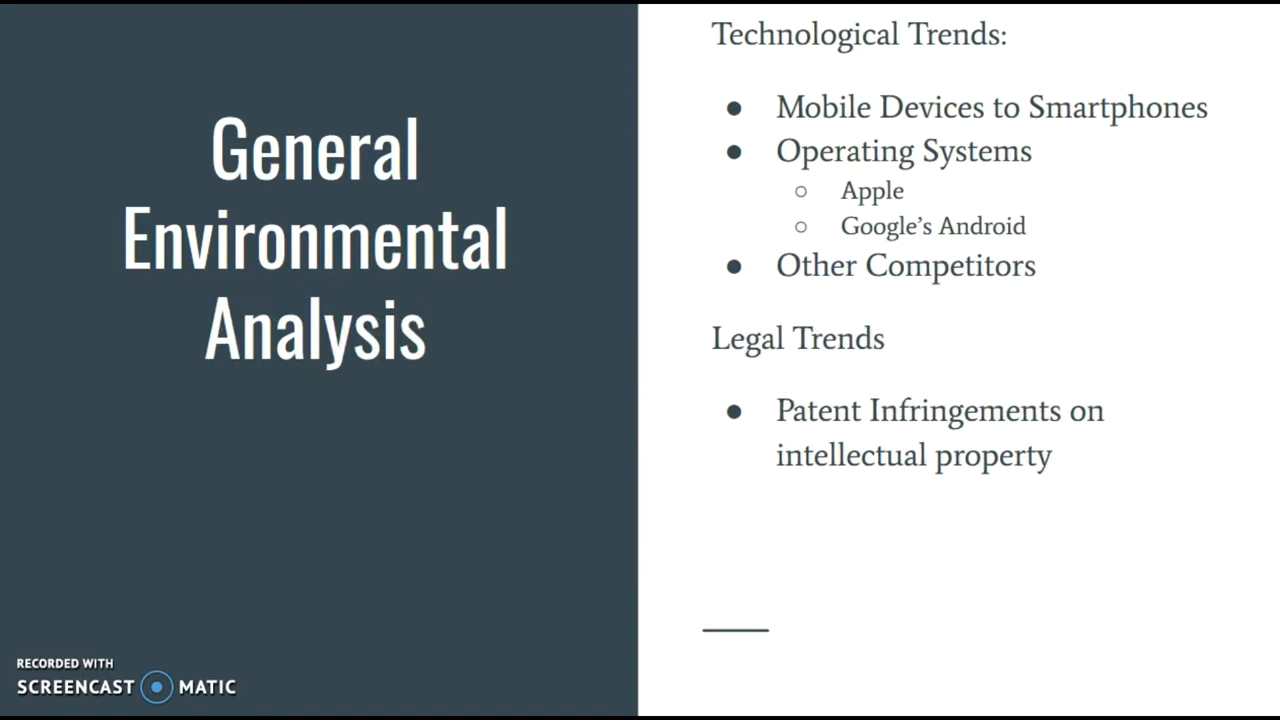 General
Environmental
Analysis
Technological Trends:
● Mobile Devices to Smartphones
● Operating Systems
○ Apple
○ Google’s Android
● Other Competitors
Legal Trends
● Patent Infringements on
intellectual property
RECORDED WITH
SCREENCAST MATIC